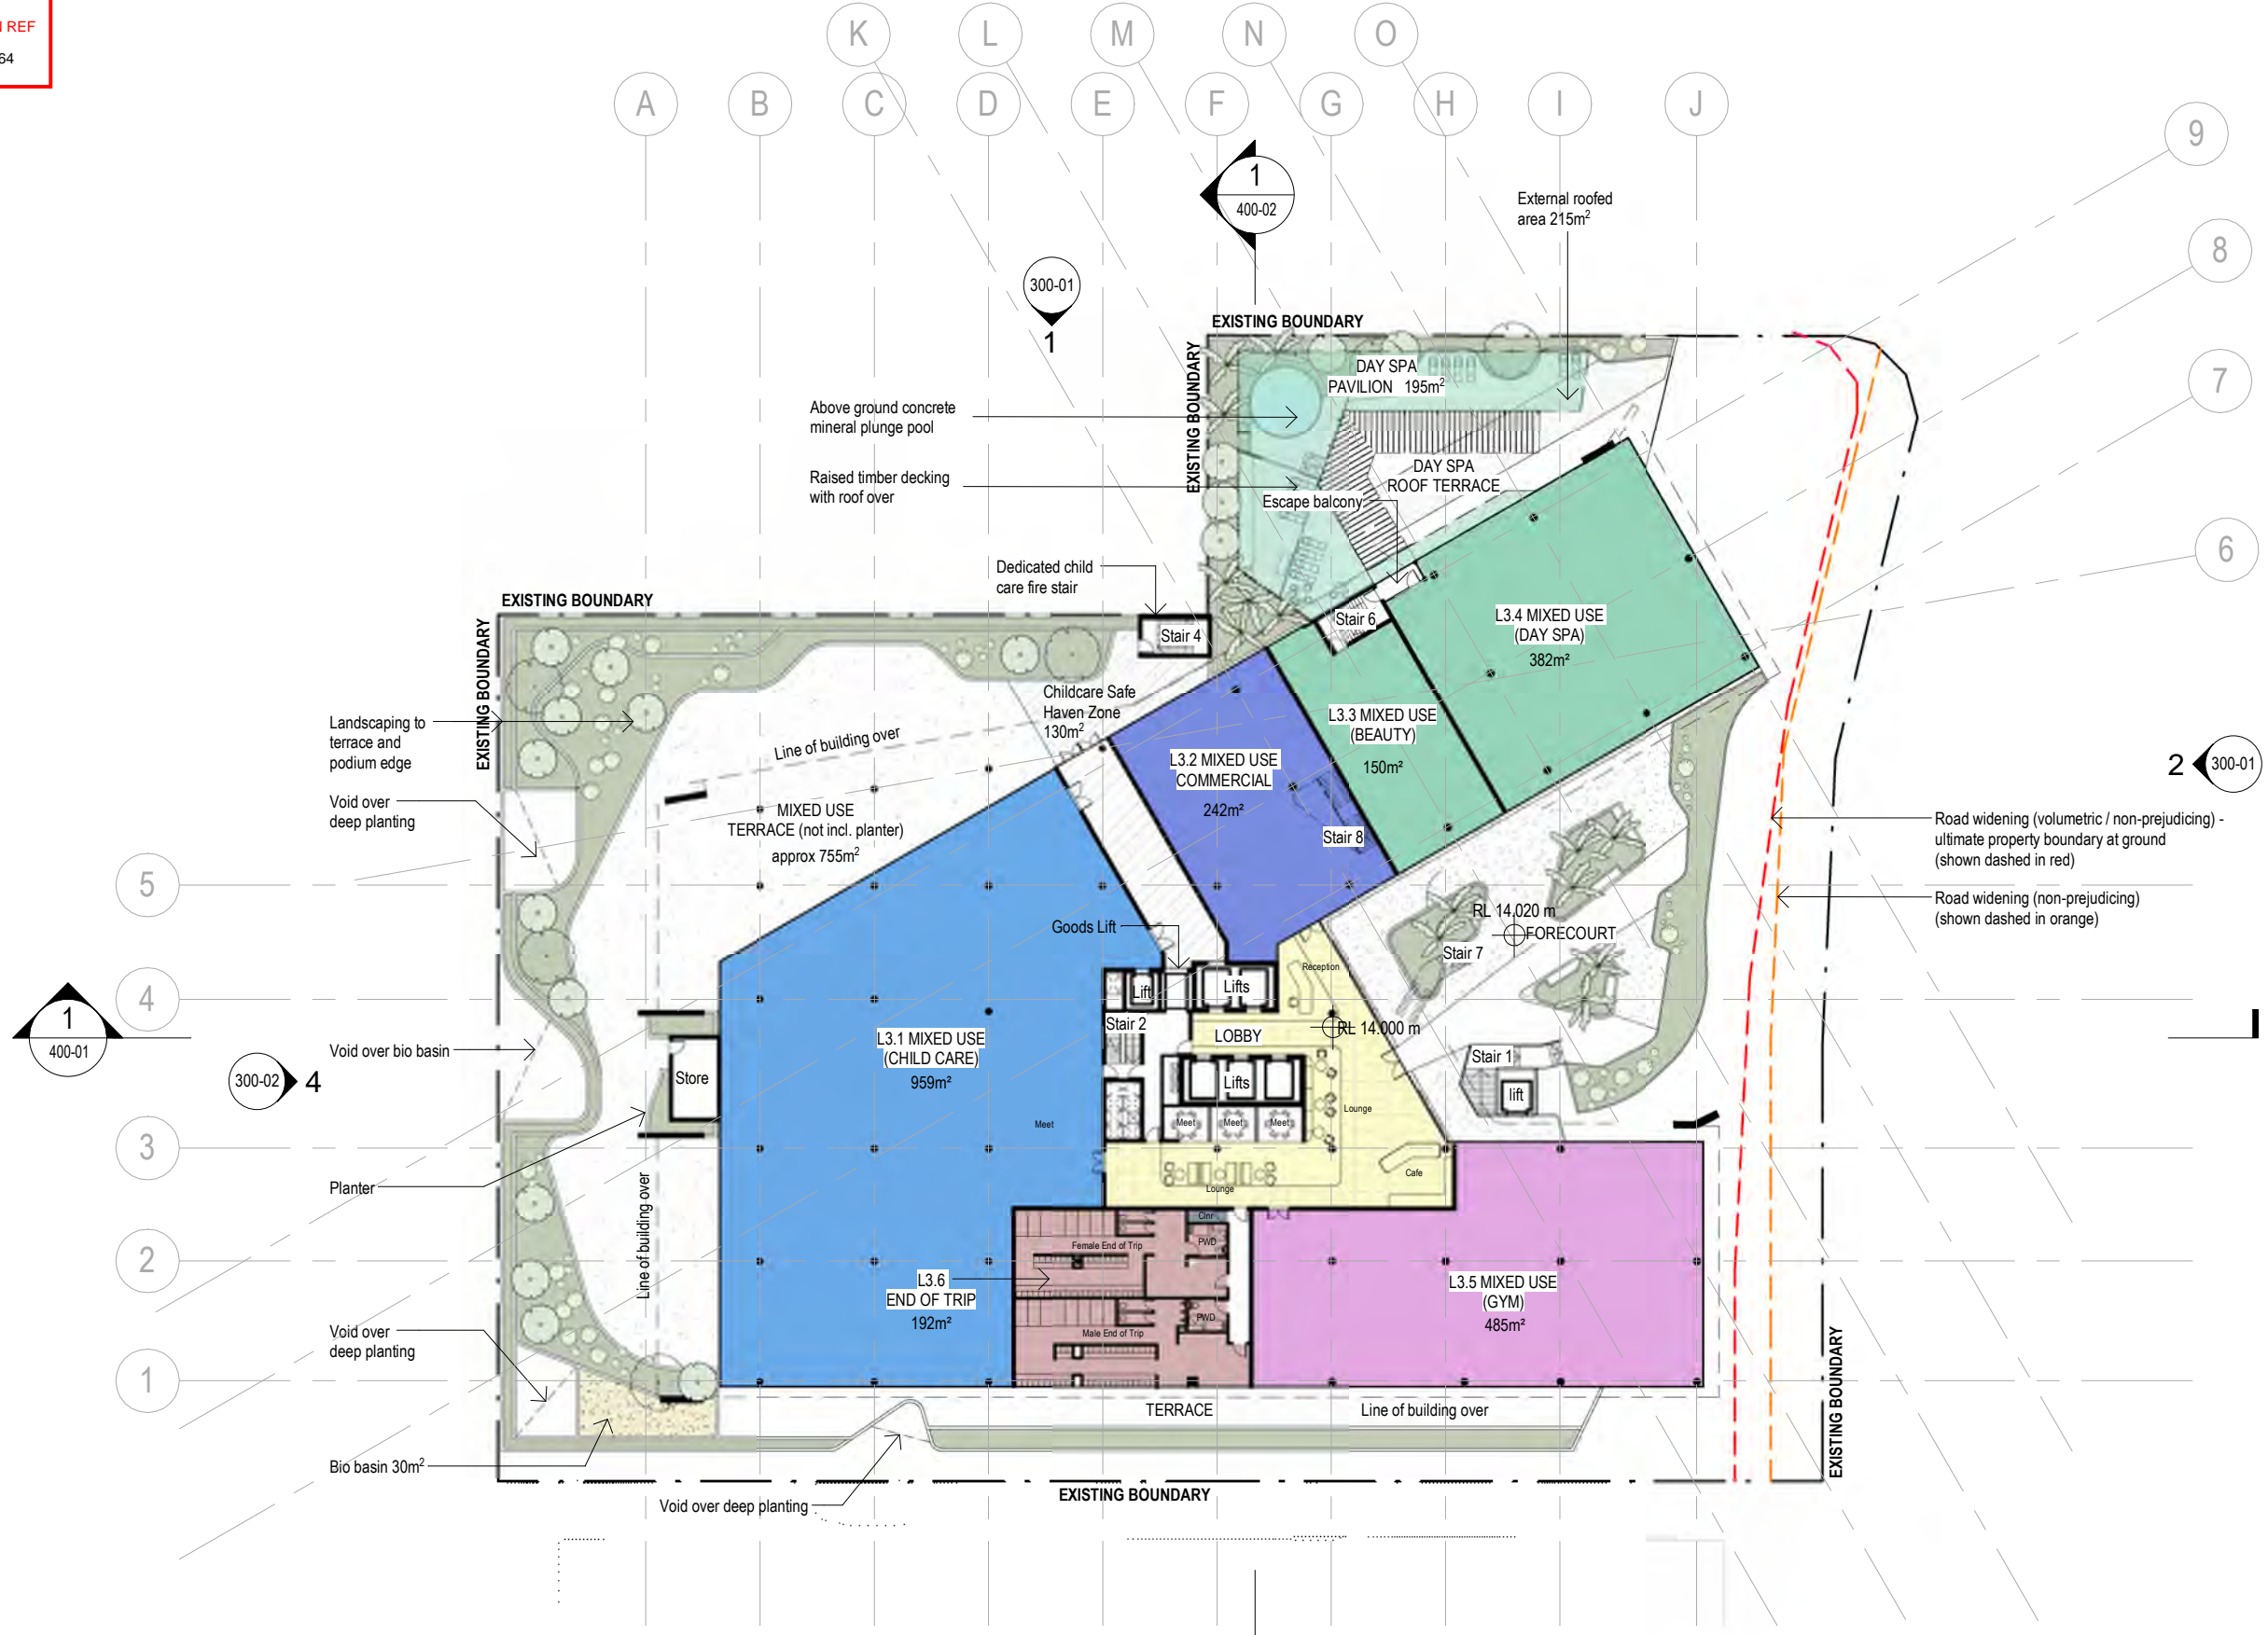 REF
64
K
L
M
N
O
A
B
C
D
E
F
G
H
I
J
9
8
7
6
5
4
3
2
1
1
400-02
External roofed
area 215m²
300-01
1
EXISTING BOUNDARY
EXISTING BOUNDARY
DAY SPA
PAVILION 195m²
Above ground concrete
mineral plunge pool
Raised timber decking
with roof over
DAY SPA
ROOF TERRACE
Escape balcony
Dedicated child
care fire stair
EXISTING BOUNDARY
EXISTING BOUNDARY
Stair 4
Stair 6
L3.4 MIXED USE
(DAY SPA)
382m²
Childcare Safe
Haven Zone
130m²
Landscaping to
terrace and
podium edge
Line of building over
L3.3 MIXED USE
(BEAUTY)
150m²
L3.2 MIXED USE
COMMERCIAL
242m²
2
300-01
Void over
deep planting
MIXED USE
TERRACE (not incl. planter)
approx 755m²
Stair 8
Road widening (volumetric / non-prejudicing) -
ultimate property boundary at ground
(shown dashed in red)
Road widening (non-prejudicing)
(shown dashed in orange)
Goods Lift
RL 14.020 m
FORECOURT
Stair 7
Reception
Lift
Lifts
1
400-01
Stair 2
LOBBY
RL 14.000 m
Void over bio basin
L3.1 MIXED USE
(CHILD CARE)
959m²
Stair 1
lift
300-02
4
Store
Lifts
Lounge
Meet
Meet
Meet
Meet
Planter
Cafe
Lounge
Line of building over
Clnr
PWD
Female End of Trip
L3.6
END OF TRIP
192m²
L3.5 MIXED USE
(GYM)
485m²
PWD
Male End of Trip
Void over
deep planting
EXISTING BOUNDARY
TERRACE
Line of building over
Bio basin 30m²
Void over deep planting
EXISTING BOUNDARY